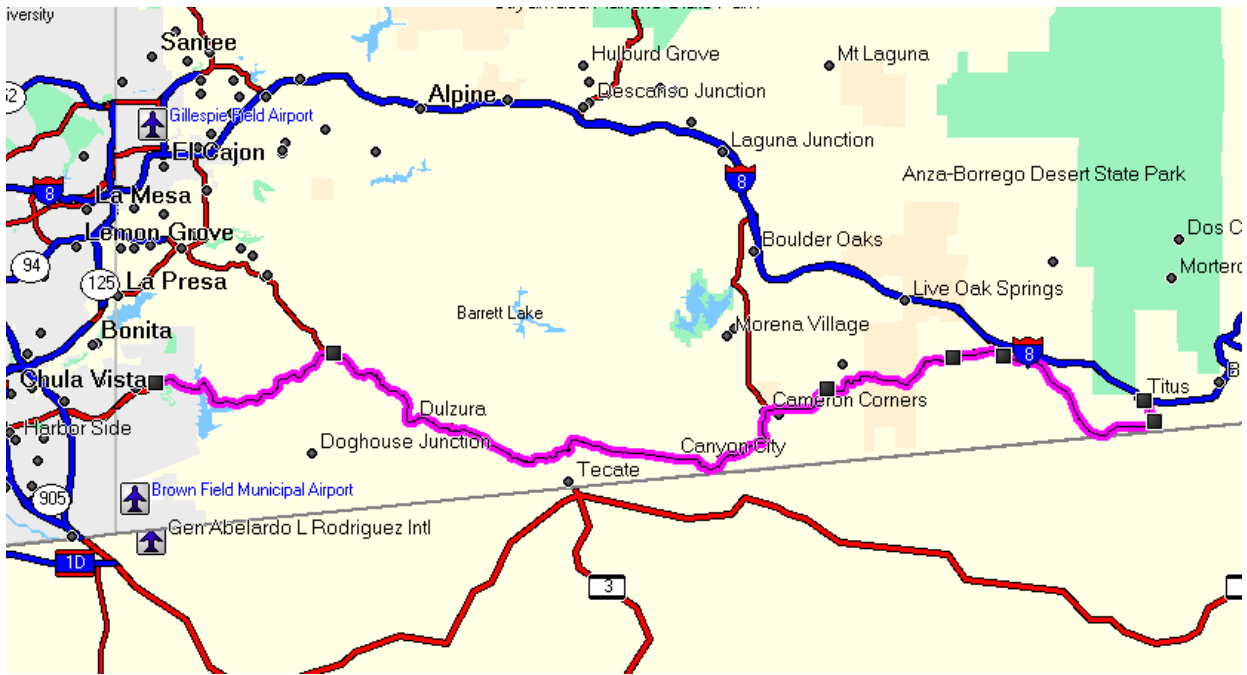 iversity
Santee
Hulburd Grove
Mt Laguna
52
Alpine
Descanso Junction
Gillespie Field Airport
El Cajon
Laguna Junction
8
8
Anza-Borrego Desert State Park
La Mesa
Lemon Grove
Boulder Oaks
Dos C
94
125
La Presa
Mortero
Live Oak Springs
Barrett Lake
Bonita
Morena Village
8
Chula Vista
Titus
B
Dulzura
Cameron Corners
Harbor Side
Doghouse Junction
Canyon City
Tecate
905
Brown Field Municipal Airport
Gen Abelardo L Rodriguez Intl
1D
3